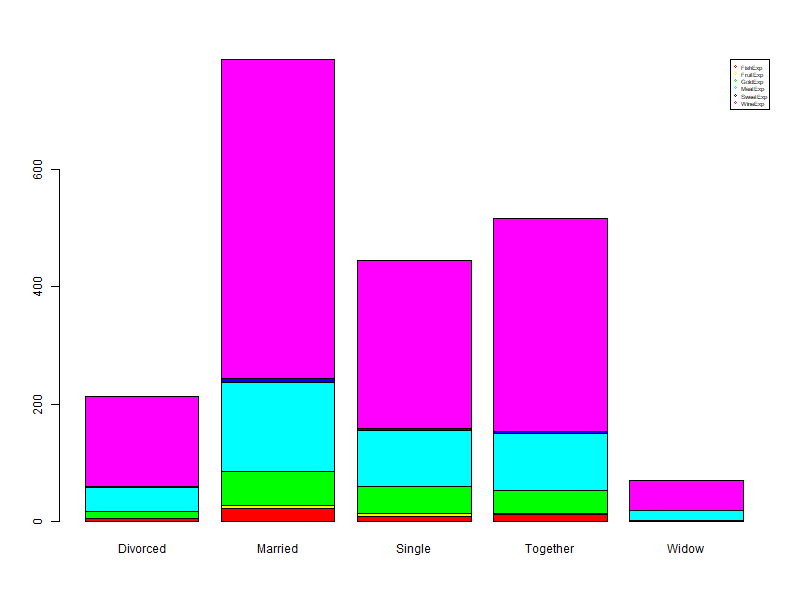 FishExp
FruitExp
GoldExp
MeatExp
SweetExp
WineExp
600
400
200
0
Divorced Married Single Together Widow